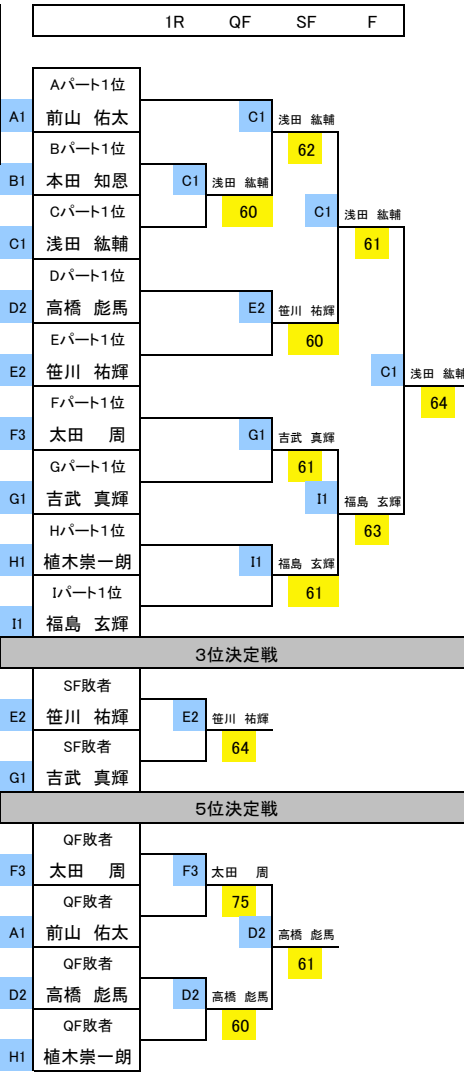 1R QF SF F
Aパート1位
A1 前山 佑太 C1 浅田 紘輔
Bパート1位 62
B1 本田 知恩 C1 浅田 紘輔
Cパート1位 60 C1 浅田 紘輔
C1 浅田 紘輔 61
Dパート1位
D2 高橋 彪馬 E2 笹川 祐輝
Eパート1位 60
E2 笹川 祐輝 C1 浅田 紘輔
Fパート1位 64
F3 太田 周 G1 吉武 真輝
Gパート1位 61
G1 吉武 真輝 I1 福島 玄輝
Hパート1位 63
H1 植木崇一朗 I1 福島 玄輝
Iパート1位 61
I1 福島 玄輝
3位決定戦
SF敗者
E2 笹川 祐輝 E2 笹川 祐輝
SF敗者 64
G1 吉武 真輝
5位決定戦
QF敗者
F3 太田 周 F3 太田 周
QF敗者 75
A1 前山 佑太 D2 高橋 彪馬
QF敗者 61
D2 高橋 彪馬 D2 高橋 彪馬
QF敗者 60
H1 植木崇一朗